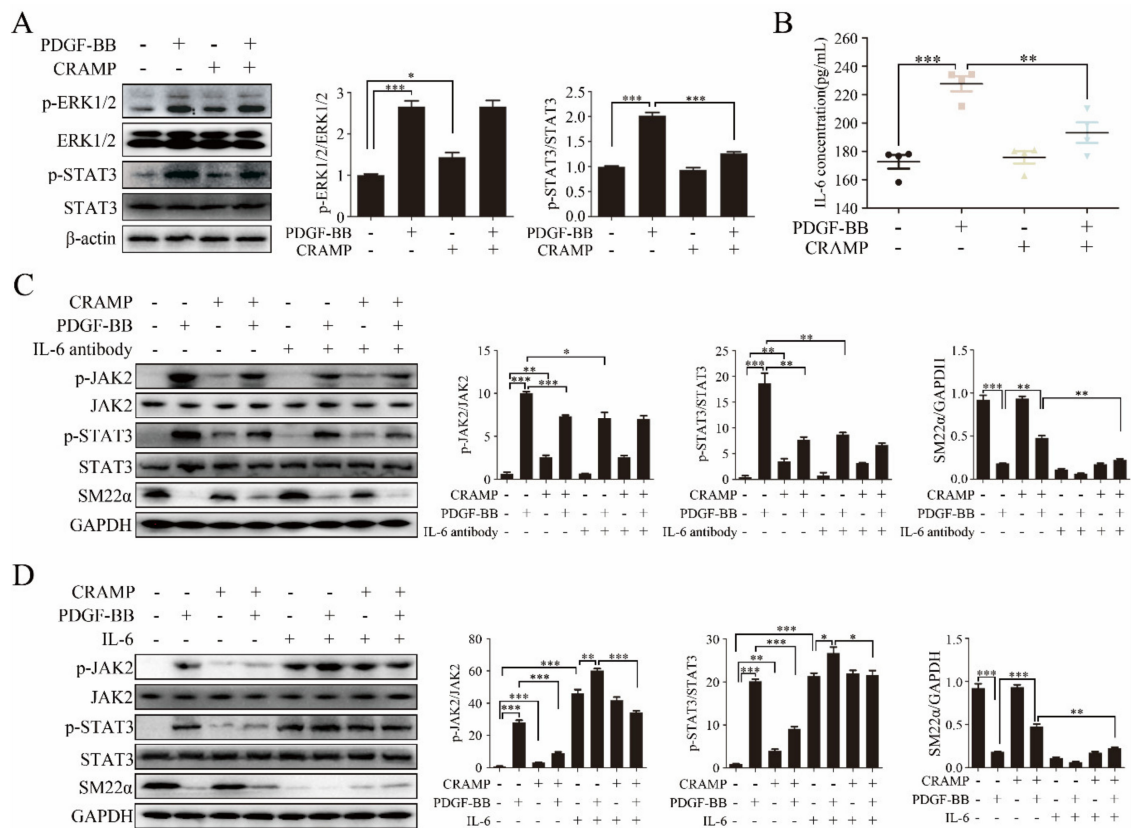 A
PDGF-BB - + - +
CRAMP - - + +
p-ERK1/2
ERK1/2
p-STAT3
STAT3
β-actin
p-ERK1/2/ERK1/2
3
2
1
0
***
*
PDGF-BB - + - +
CRAMP - - + +
p-STAT3/STAT3
2.5
2.0
1.5
1.0
0.5
0.0
*** ***
PDGF-BB - + - +
CRAMP - - + +
B
IL-6 concentration(pg/mL)
260
240
220
200
180
160
140
*** **
PDGF-BB - + - +
CRAMP - - + +
C
CRAMP - - + + - - + +
PDGF-BB - + - + - + - +
IL-6 antibody - - - - + + + +
p-JAK2
JAK2
p-STAT3
STAT3
SM22α
GAPDH
p-JAK2/JAK2
15
10
5
0
*
**
*** ***
CRAMP - - + + - - + +
PDGF-BB - + - + - + - +
IL-6 antibody - - - - + + + +
p-STAT3/STAT3
25
20
15
10
5
0
**
**
*** **
CRAMP - - + + - - + +
PDGF-BB - + - + - + - +
IL-6 antibody - - - - + + + +
SM22α/GAPDH
1.5
1.0
0.5
0.0
*** ** **
CRAMP - - + + - - + +
PDGF-BB - + - + - + - +
IL-6 antibody - - - - + + + +
D
CRAMP - - + + - - + +
PDGF-BB - + - + - + - +
IL-6 - - - - + + + +
p-JAK2
JAK2
p-STAT3
STAT3
SM22α
GAPDH
p-JAK2/JAK2
80
60
40
20
0
*** ** ***
***
***
***
CRAMP - - + + - - + +
PDGF-BB - + - + - + - +
IL-6 - - - - + + + +
p-STAT3/STAT3
30
20
10
0
***
* *
***
**
***
CRAMP - - + + - - + +
PDGF-BB - + - + - + - +
IL-6 - - - - + + + +
SM22α/GAPDH
1.5
1.0
0.5
0.0
*** *** **
CRAMP - - + + - - + +
PDGF-BB - + - + - + - +
IL-6 - - - - + + + +